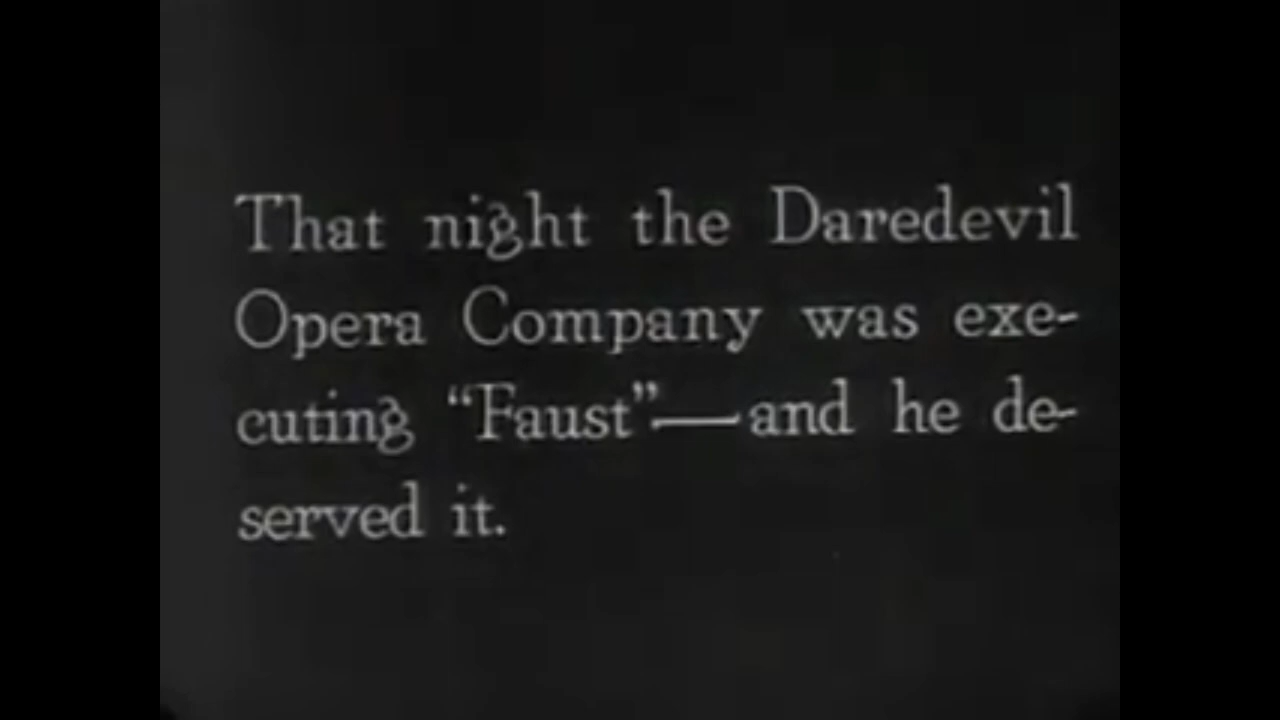 That night the Daredevil
Opera Company was exe-
cuting “Faust”—and he de-
served it.